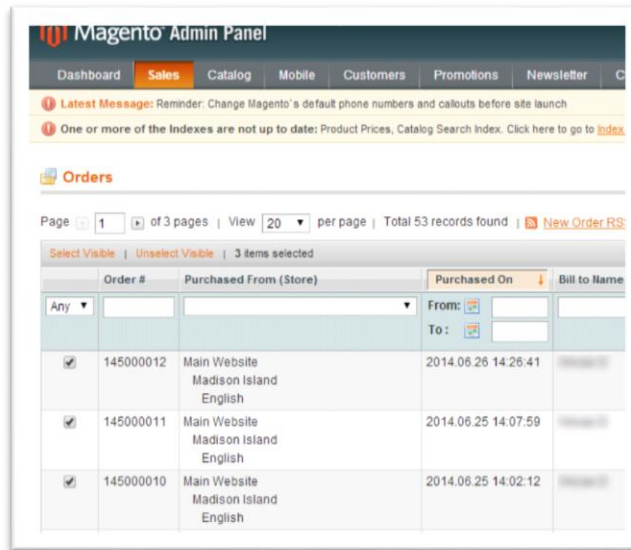 Magento Admin Panel
Dashboard Sales Catalog Mobile Customers Promotions Newsletter C
Latest Message: Reminder: Change Magento`s default phone numbers and callouts before site launch
One or more of the Indexes are not up to date: Product Prices, Catalog Search Index. Click here to go to Index
Orders
Page 1 of 3 pages | View 20 per page | Total 53 records found | New Order RS
Select Visible | Unselect Visible | 3 items selected
Order # Purchased From (Store) Purchased On Bill to Name
Any From:
To :
145000012 Main Website 2014.06.26 14:26:41
Madison Island
English
145000011 Main Website 2014.06.25 14:07:59
Madison Island
English
145000010 Main Website 2014.06.25 14:02:12
Madison Island
English